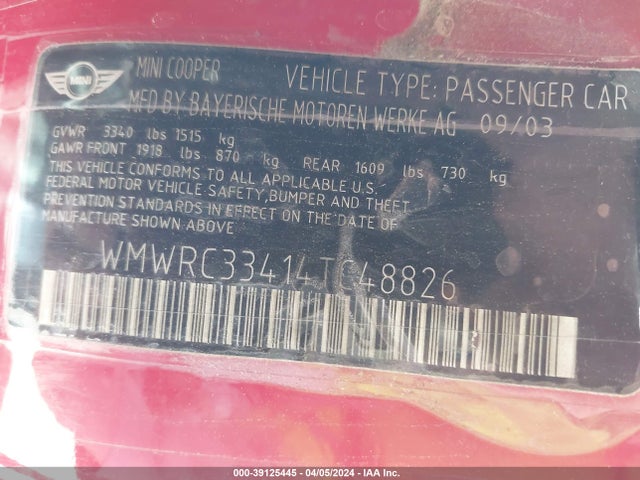 MINI
MINI COOPER VEHICLE TYPE: PASSENGER CAR
MFD BY BAYERISCHE MOTOREN WERKE AG 09/03
GVWR 3340 lbs 1515 kg
GAWR FRONT 1918 lbs 870 kg REAR 1609 lbs 730 kg
THIS VEHICLE CONFORMS TO ALL APPLICABLE U.S.
FEDERAL MOTOR VEHICLE SAFETY, BUMPER AND THEFT
PREVENTION STANDARDS IN EFFECT ON THE DATE OF
MANUFACTURE SHOWN ABOVE
WMWRC33414TC48826
000-39125445 - 04/05/2024 - IAA Inc.